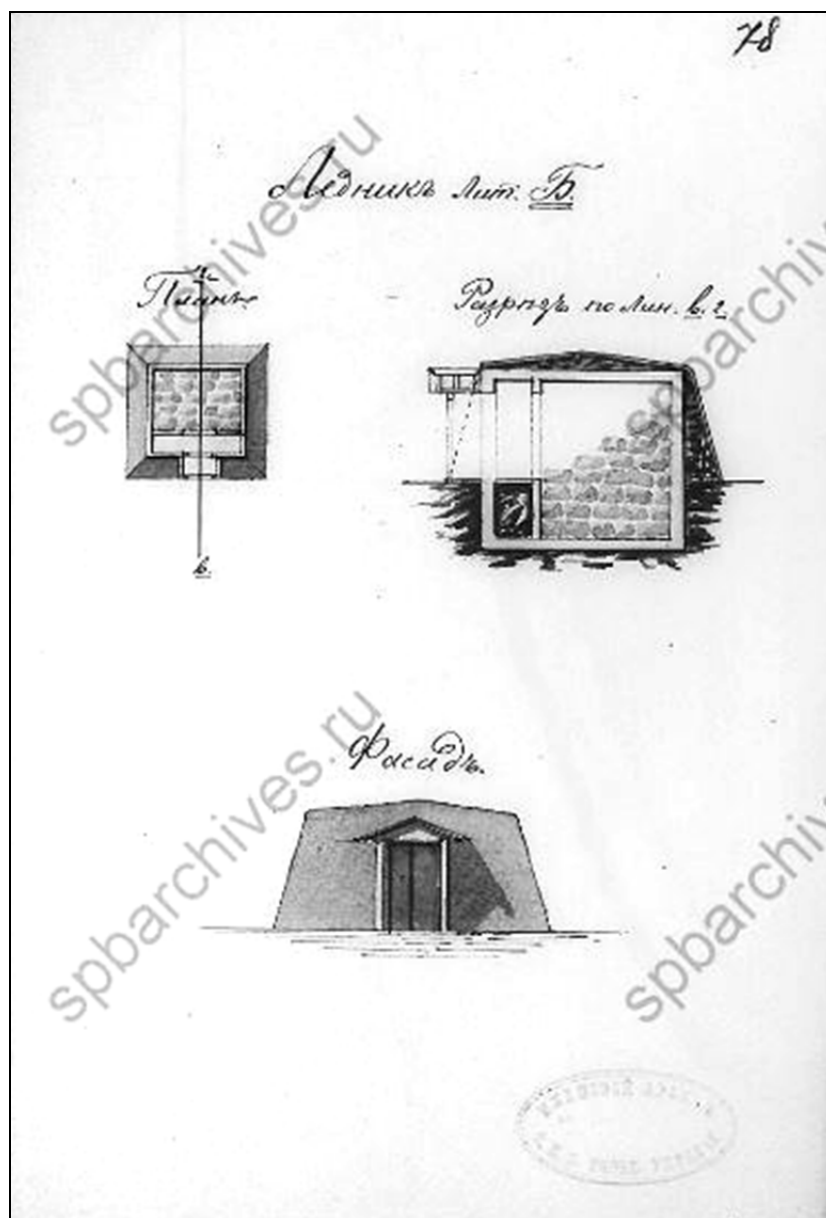 78
Ледникъ лит. Б.
Планъ
г.
Разрѣзъ по лин. в. г.
в.
Фасадъ.
spbarchives.ru
spbarchives.ru
spbarchives.ru
spbarchives.ru